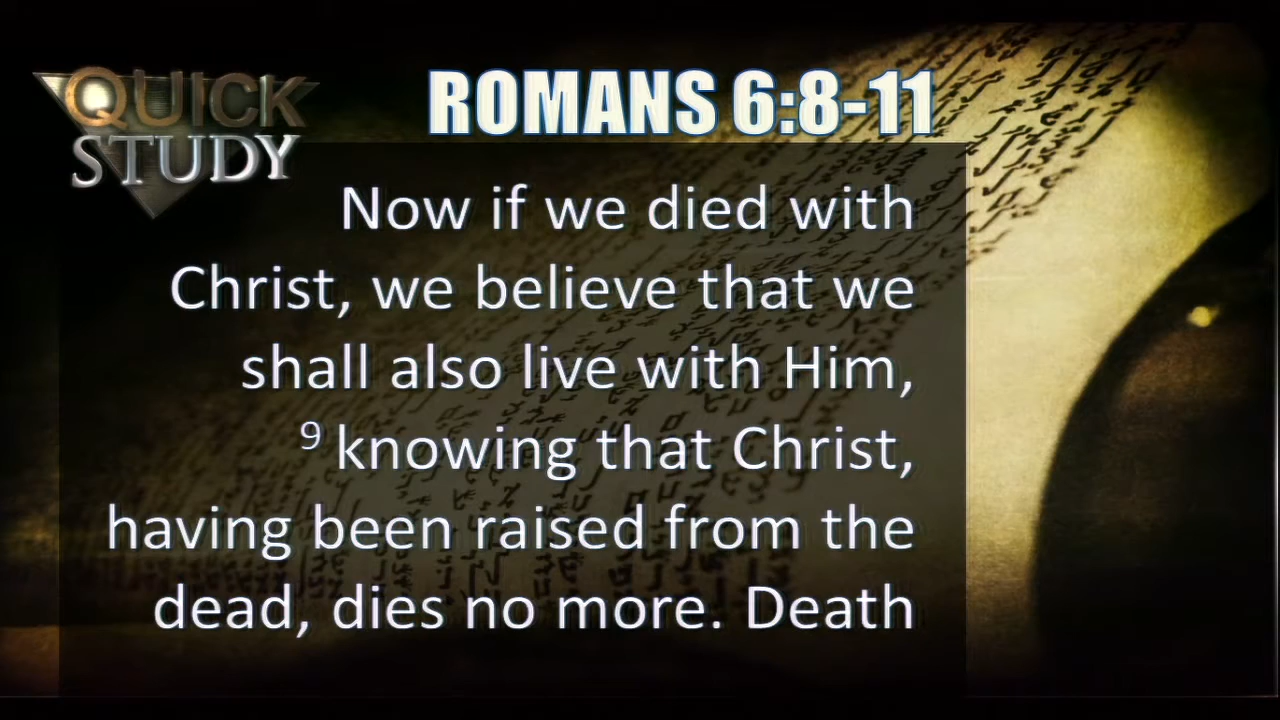 QUICK
STUDY
ROMANS 6:8-11
Now if we died with
Christ, we believe that we
shall also live with Him,
⁹ knowing that Christ,
having been raised from the
dead, dies no more. Death